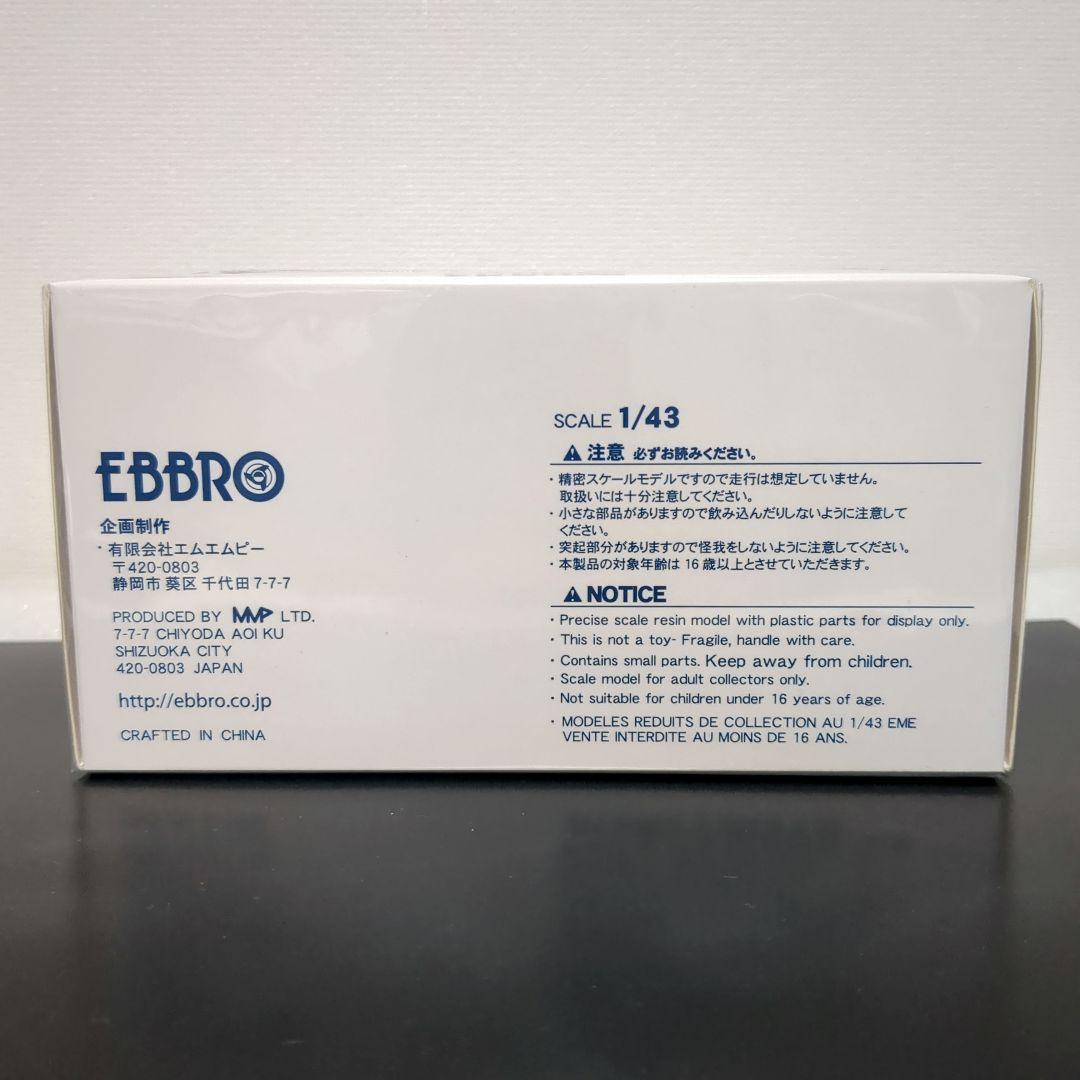 EBBRO
企画制作
・有限会社エムエムピー
〒420-0803
静岡市 葵区 千代田 7-7-7
PRODUCED BY MMP LTD.
7-7-7 CHIYODA AOI KU
SHIZUOKA CITY
420-0803 JAPAN
http://ebbro.co.jp
CRAFTED IN CHINA
SCALE 1/43
注意 必ずお読みください。
・精密スケールモデルですので走行は想定していません。
取扱いには十分注意してください。
・小さな部品がありますので飲み込んだりしないように注意して
ください。
・突起部分がありますので怪我をしないように注意してください。
・本製品の対象年齢は 16 歳以上とさせていただきます。
NOTICE
・Precise scale resin model with plastic parts for display only.
・This is not a toy- Fragile, handle with care.
・Contains small parts. Keep away from children.
・Scale model for adult collectors only.
・Not suitable for children under 16 years of age.
・MODELES REDUITS DE COLLECTION AU 1/43 EME
VENTE INTERDITE AU MOINS DE 16 ANS.